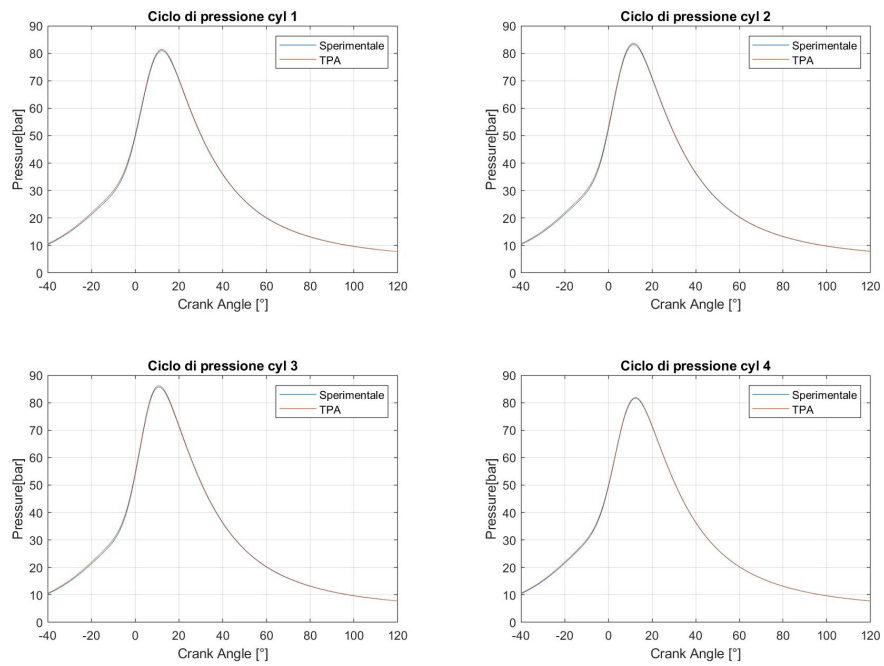 Ciclo di pressione cyl 1
90
80
70
60
50
40
30
20
10
0
Pressure[bar]
Sperimentale
TPA
-40 -20 0 20 40 60 80 100 120
Crank Angle [°]
Ciclo di pressione cyl 2
90
80
70
60
50
40
30
20
10
0
Pressure[bar]
Sperimentale
TPA
-40 -20 0 20 40 60 80 100 120
Crank Angle [°]
Ciclo di pressione cyl 3
90
80
70
60
50
40
30
20
10
0
Pressure[bar]
Sperimentale
TPA
-40 -20 0 20 40 60 80 100 120
Crank Angle [°]
Ciclo di pressione cyl 4
90
80
70
60
50
40
30
20
10
0
Pressure[bar]
Sperimentale
TPA
-40 -20 0 20 40 60 80 100 120
Crank Angle [°]